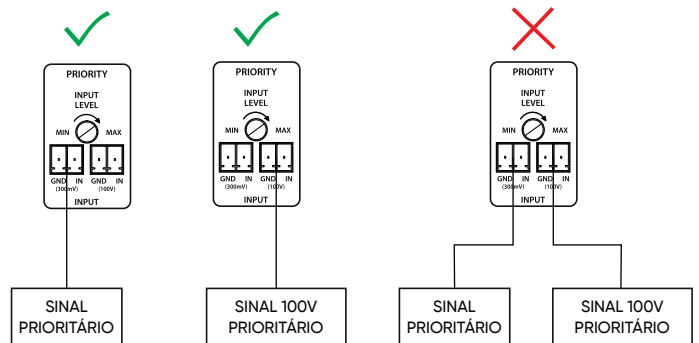 PRIORITY
INPUT
LEVEL
MIN MAX
GND IN GND IN
(300mV) (100V)
INPUT
SINAL
PRIORITÁRIO
PRIORITY
INPUT
LEVEL
MIN MAX
GND IN GND IN
(300mV) (100V)
INPUT
SINAL 100V
PRIORITÁRIO
PRIORITY
INPUT
LEVEL
MIN MAX
GND IN GND IN
(300mV) (100V)
INPUT
SINAL
PRIORITÁRIO
SINAL 100V
PRIORITÁRIO